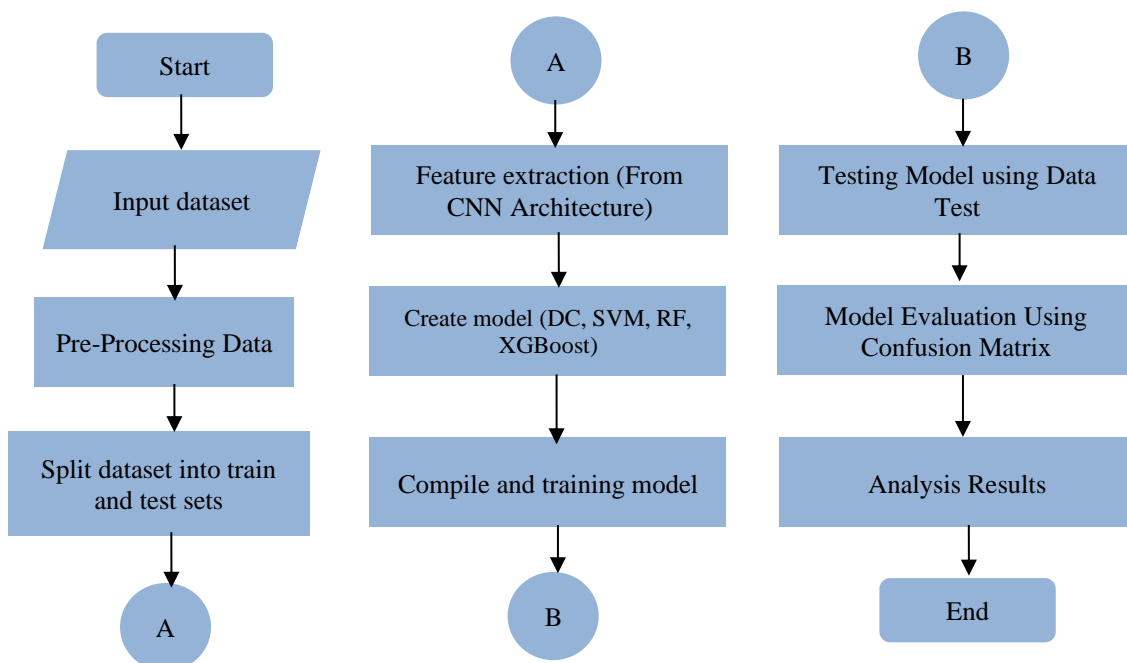 Start
Input dataset
Pre-Processing Data
Split dataset into train
and test sets
A
A
Feature extraction (From
CNN Architecture)
Create model (DC, SVM, RF,
XGBoost)
Compile and training model
B
B
Testing Model using Data
Test
Model Evaluation Using
Confusion Matrix
Analysis Results
End